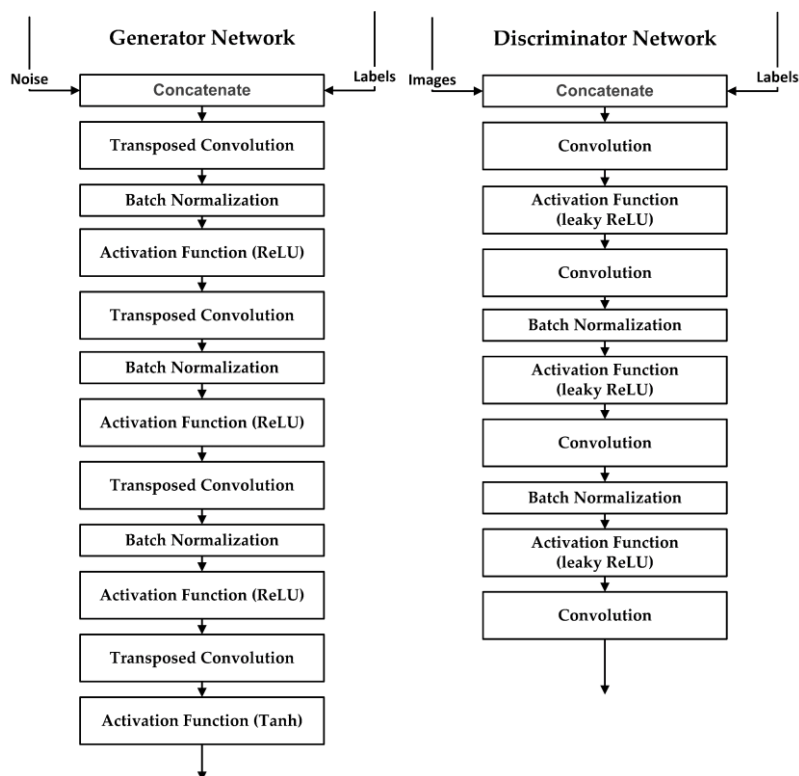 Generator Network
Noise
Labels
Concatenate
Transposed Convolution
Batch Normalization
Activation Function (ReLU)
Transposed Convolution
Batch Normalization
Activation Function (ReLU)
Transposed Convolution
Batch Normalization
Activation Function (ReLU)
Transposed Convolution
Activation Function (Tanh)
Discriminator Network
Images
Labels
Concatenate
Convolution
Activation Function
(leaky ReLU)
Convolution
Batch Normalization
Activation Function
(leaky ReLU)
Convolution
Batch Normalization
Activation Function
(leaky ReLU)
Convolution